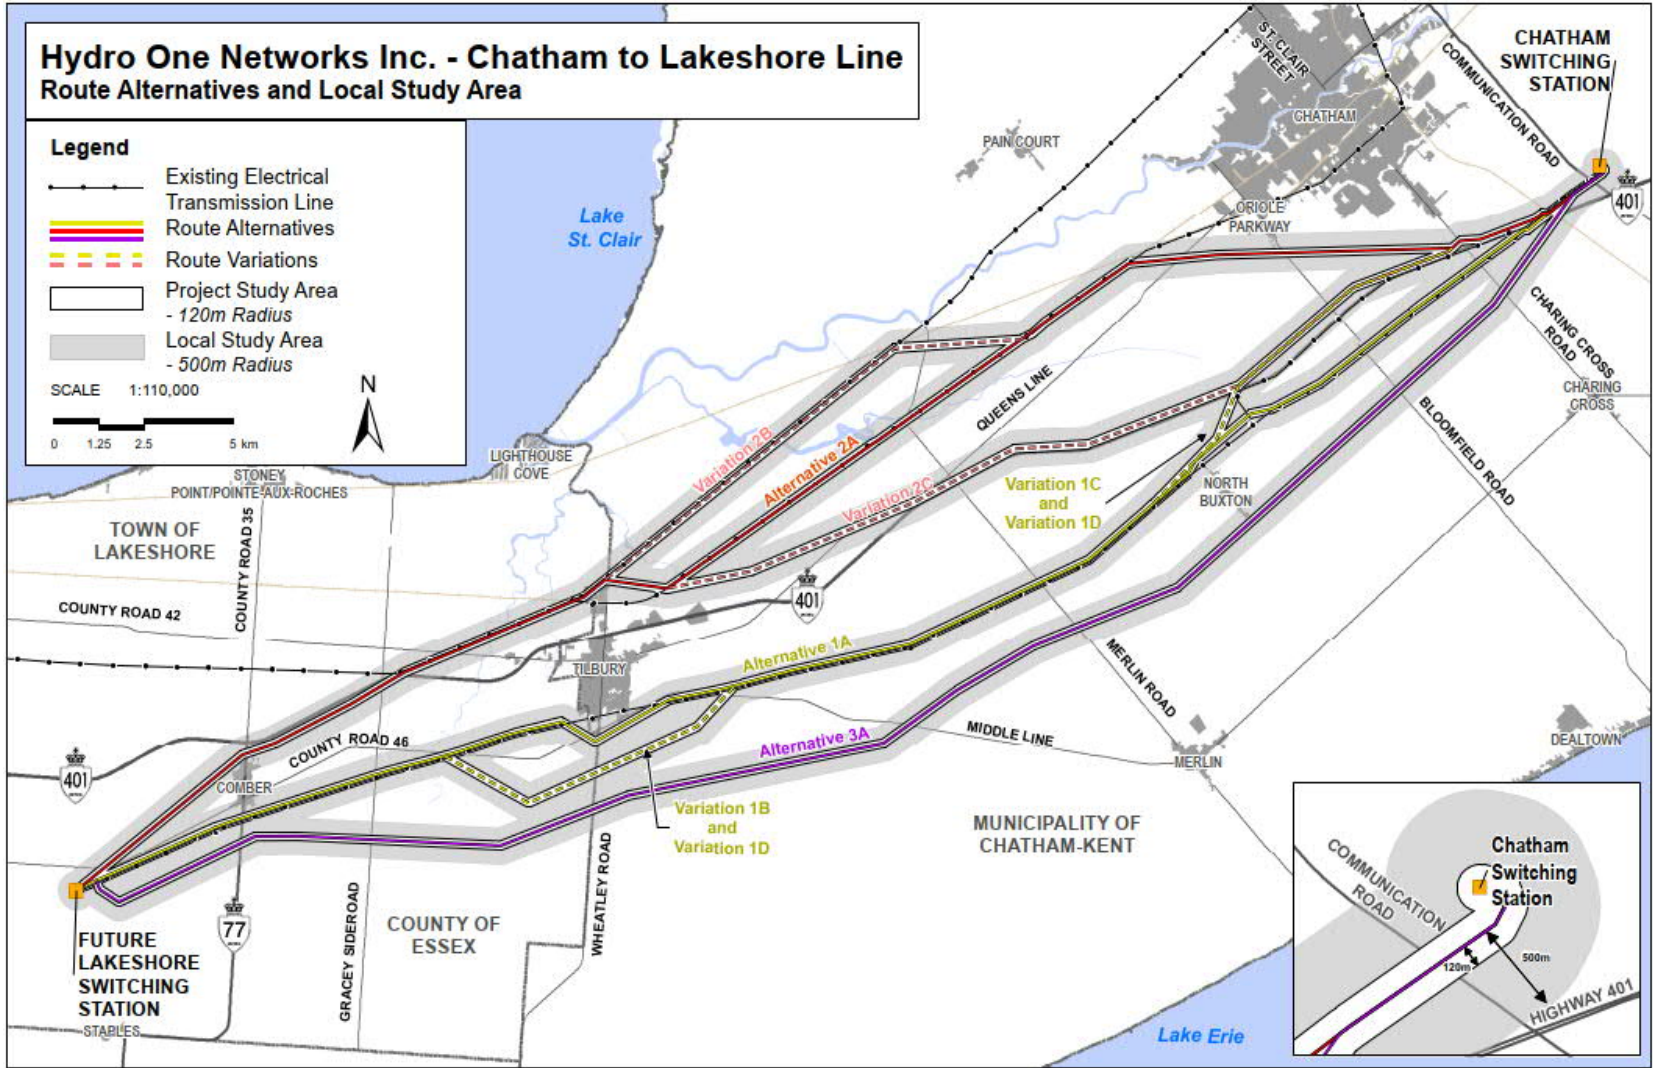 Hydro One Networks Inc. - Chatham to Lakeshore Line
Route Alternatives and Local Study Area
Legend
Existing Electrical
Transmission Line
Route Alternatives
Route Variations
Project Study Area
- 120m Radius
Local Study Area
- 500m Radius
SCALE 1:110,000
0 1.25 2.5 5 km
N
Lake
St. Clair
PAIN COURT
ST. CLAIR
STREET
CHATHAM
COMMUNICATION ROAD
CHATHAM
SWITCHING
STATION
401
ORIOLE
PARKWAY
CHARING CROSS
ROAD
CHARING
CROSS
BLOOMFIELD ROAD
QUEENS LINE
LIGHTHOUSE
COVE
STONEY
POINT/POINTE-AUX-ROCHES
TOWN OF
LAKESHORE
COUNTY ROAD 35
COUNTY ROAD 42
Variation 2B
Alternative 2A
Variation 2C
Variation 1C
and
Variation 1D
NORTH
BUXTON
401
TILBURY
Alternative 1A
MERLIN ROAD
MIDDLE LINE
MERLIN
DEALTOWN
COUNTY ROAD 46
401
COMBER
Alternative 3A
Variation 1B
and
Variation 1D
MUNICIPALITY OF
CHATHAM-KENT
WHEATLEY ROAD
COUNTY OF
ESSEX
GRACEY SIDEROAD
77
FUTURE
LAKESHORE
SWITCHING
STATION
STAPLES
Lake Erie
COMMUNICATION
ROAD
Chatham
Switching
Station
120m
500m
HIGHWAY 401